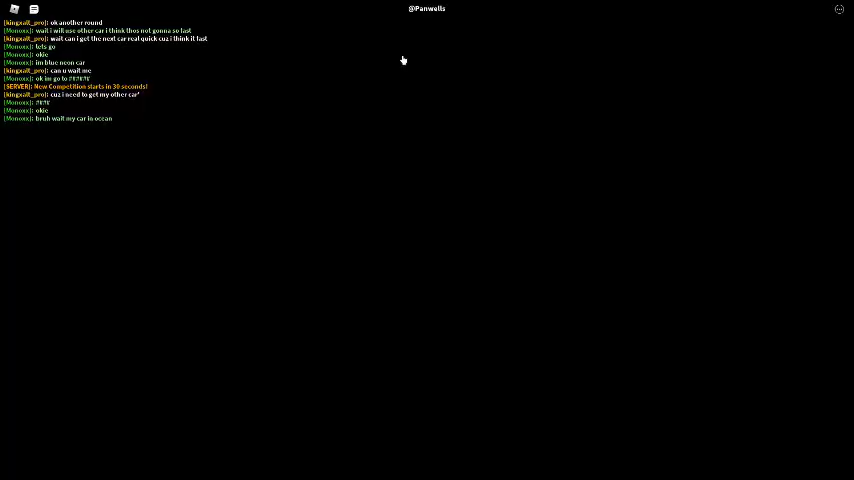 @Panwells
[kingxalt_pro]: ok another round
[Monoxx]: wait i will use other car i think thos not gonna so fast
[kingxalt_pro]: wait can i get the next car real quick cuz i think it fast
[Monoxx]: lets go
[Monoxx]: okie
[Monoxx]: im blue neon car
[kingxalt_pro]: can u wait me
[Monoxx]: ok im go to ######
[SERVER]: New Competition starts in 30 seconds!
[kingxalt_pro]: cuz i need to get my other car'
[Monoxx]: ####
[Monoxx]: okie
[Monoxx]: bruh wait my car in ocean